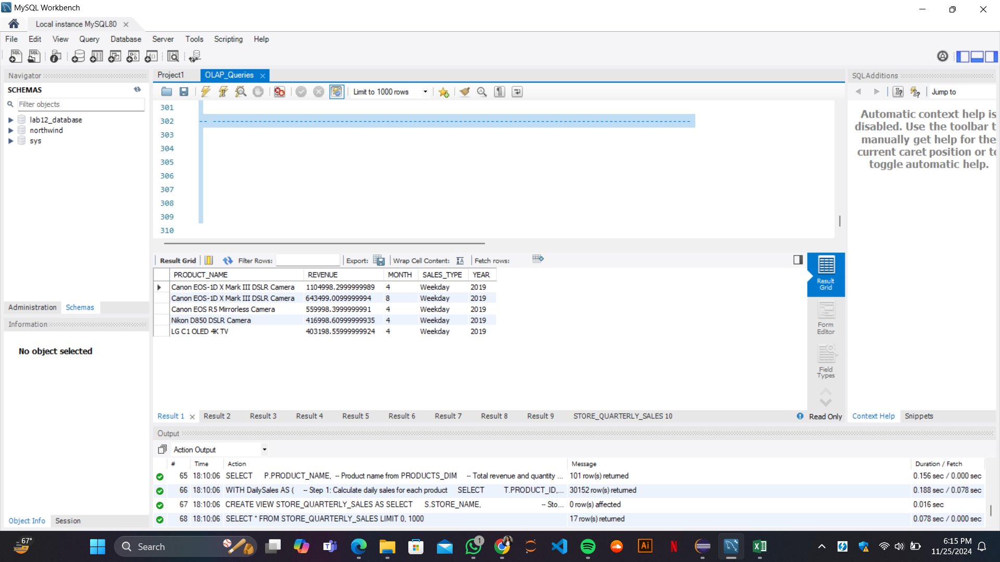 MySQL Workbench
Local instance MySQL80
File Edit View Query Database Server Tools Scripting Help
Navigator
SCHEMAS
Filter objects
lab12_database
northwind
sys
Administration Schemas
Information
No object selected
Object Info Session
Project1 OLAP_Queries
Limit to 1000 rows
301
302 -- --------------------------------------------------------------------------------------------
303
304
305
306
307
308
309
310
Result Grid Filter Rows: Export: Wrap Cell Content: Fetch rows:
PRODUCT_NAME REVENUE MONTH SALES_TYPE YEAR
Canon EOS-1D X Mark III DSLR Camera 1104998.2999999989 4 Weekday 2019
Canon EOS-1D X Mark III DSLR Camera 643499.0099999994 8 Weekday 2019
Canon EOS R5 Mirrorless Camera 559998.3999999991 4 Weekday 2019
Nikon D850 DSLR Camera 416998.60999999935 4 Weekday 2019
LG C1 OLED 4K TV 403198.55999999924 4 Weekday 2019
Result Grid
Form Editor
Field Types
Result 1 Result 2 Result 3 Result 4 Result 5 Result 6 Result 7 Result 8 Result 9 STORE_QUARTERLY_SALES 10 Read Only
SQLAdditions
Jump to
Automatic context help is
disabled. Use the toolbar t
manually get help for the
current caret position or to
toggle automatic help.
Context Help Snippets
Output
Action Output
# Time Action Message Duration / Fetch
65 18:10:06 SELECT P.PRODUCT_NAME, -- Product name from PRODUCTS_DIM -- Total revenue and quantity ... 101 row(s) returned 0.156 sec / 0.000 sec
66 18:10:06 WITH DailySales AS ( -- Step 1: Calculate daily sales for each product SELECT T.PRODUCT_ID,... 30152 row(s) returned 0.188 sec / 0.078 sec
67 18:10:06 CREATE VIEW STORE_QUARTERLY_SALES AS SELECT S.STORE_NAME, -- Sto... 0 row(s) affected 0.016 sec
68 18:10:06 SELECT * FROM STORE_QUARTERLY_SALES LIMIT 0, 1000 17 row(s) returned 0.078 sec / 0.000 sec
67°
Search
1
Ai
6:15 PM
11/25/2024